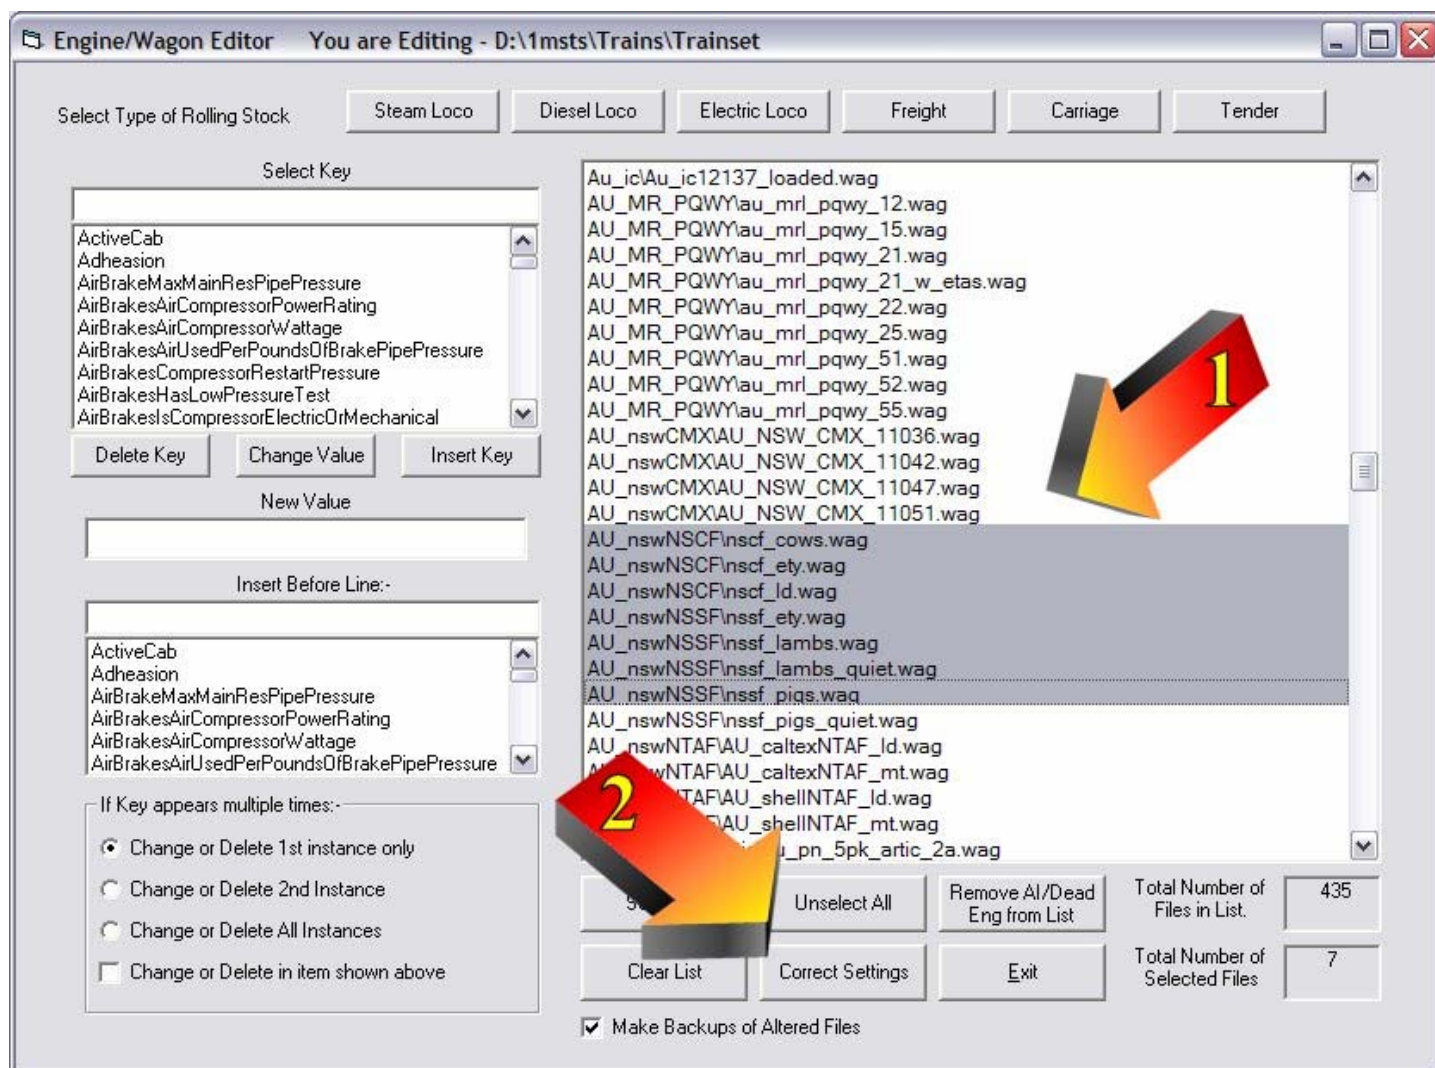 Engine/Wagon Editor You are Editing - D:\1msts\Trains\Trainset
Select Type of Rolling Stock
Steam Loco
Diesel Loco
Electric Loco
Freight
Carriage
Tender
Select Key
ActiveCab
Adheasion
AirBrakeMaxMainResPipePressure
AirBrakesAirCompressorPowerRating
AirBrakesAirCompressorWattage
AirBrakesAirUsedPerPoundsOfBrakePipePressure
AirBrakesCompressorRestartPressure
AirBrakesHasLowPressureTest
AirBrakesIsCompressorElectricOrMechanical
Delete Key
Change Value
Insert Key
New Value
Insert Before Line:-
ActiveCab
Adheasion
AirBrakeMaxMainResPipePressure
AirBrakesAirCompressorPowerRating
AirBrakesAirCompressorWattage
AirBrakesAirUsedPerPoundsOfBrakePipePressure
If Key appears multiple times:-
Change or Delete 1st instance only
Change or Delete 2nd Instance
Change or Delete All Instances
Change or Delete in item shown above
Au_ic\Au_ic12137_loaded.wag
AU_MR_PQWY\au_mrl_pqwy_12.wag
AU_MR_PQWY\au_mrl_pqwy_15.wag
AU_MR_PQWY\au_mrl_pqwy_21.wag
AU_MR_PQWY\au_mrl_pqwy_21_w_etas.wag
AU_MR_PQWY\au_mrl_pqwy_22.wag
AU_MR_PQWY\au_mrl_pqwy_25.wag
AU_MR_PQWY\au_mrl_pqwy_51.wag
AU_MR_PQWY\au_mrl_pqwy_52.wag
AU_MR_PQWY\au_mrl_pqwy_55.wag
AU_nswCMX\AU_NSW_CMX_11036.wag
AU_nswCMX\AU_NSW_CMX_11042.wag
AU_nswCMX\AU_NSW_CMX_11047.wag
AU_nswCMX\AU_NSW_CMX_11051.wag
AU_nswNSCF\nscf_cows.wag
AU_nswNSCF\nscf_ety.wag
AU_nswNSCF\nscf_ld.wag
AU_nswNSSF\nssf_ety.wag
AU_nswNSSF\nssf_lambs.wag
AU_nswNSSF\nssf_lambs_quiet.wag
AU_nswNSSF\nssf_pigs.wag
AU_nswNSSF\nssf_pigs_quiet.wag
AU_nswNTAF\AU_caltexNTAF_ld.wag
wNTAF\AU_caltexNTAF_mt.wag
TAF\AU_shellNTAF_ld.wag
AU_shellNTAF_mt.wag
u_pn_5pk_artic_2a.wag
1
2
Unselect All
Remove AI/Dead
Eng from List
Total Number of
Files in List.
435
Clear List
Correct Settings
Exit
Total Number of
Selected Files
7
Make Backups of Altered Files